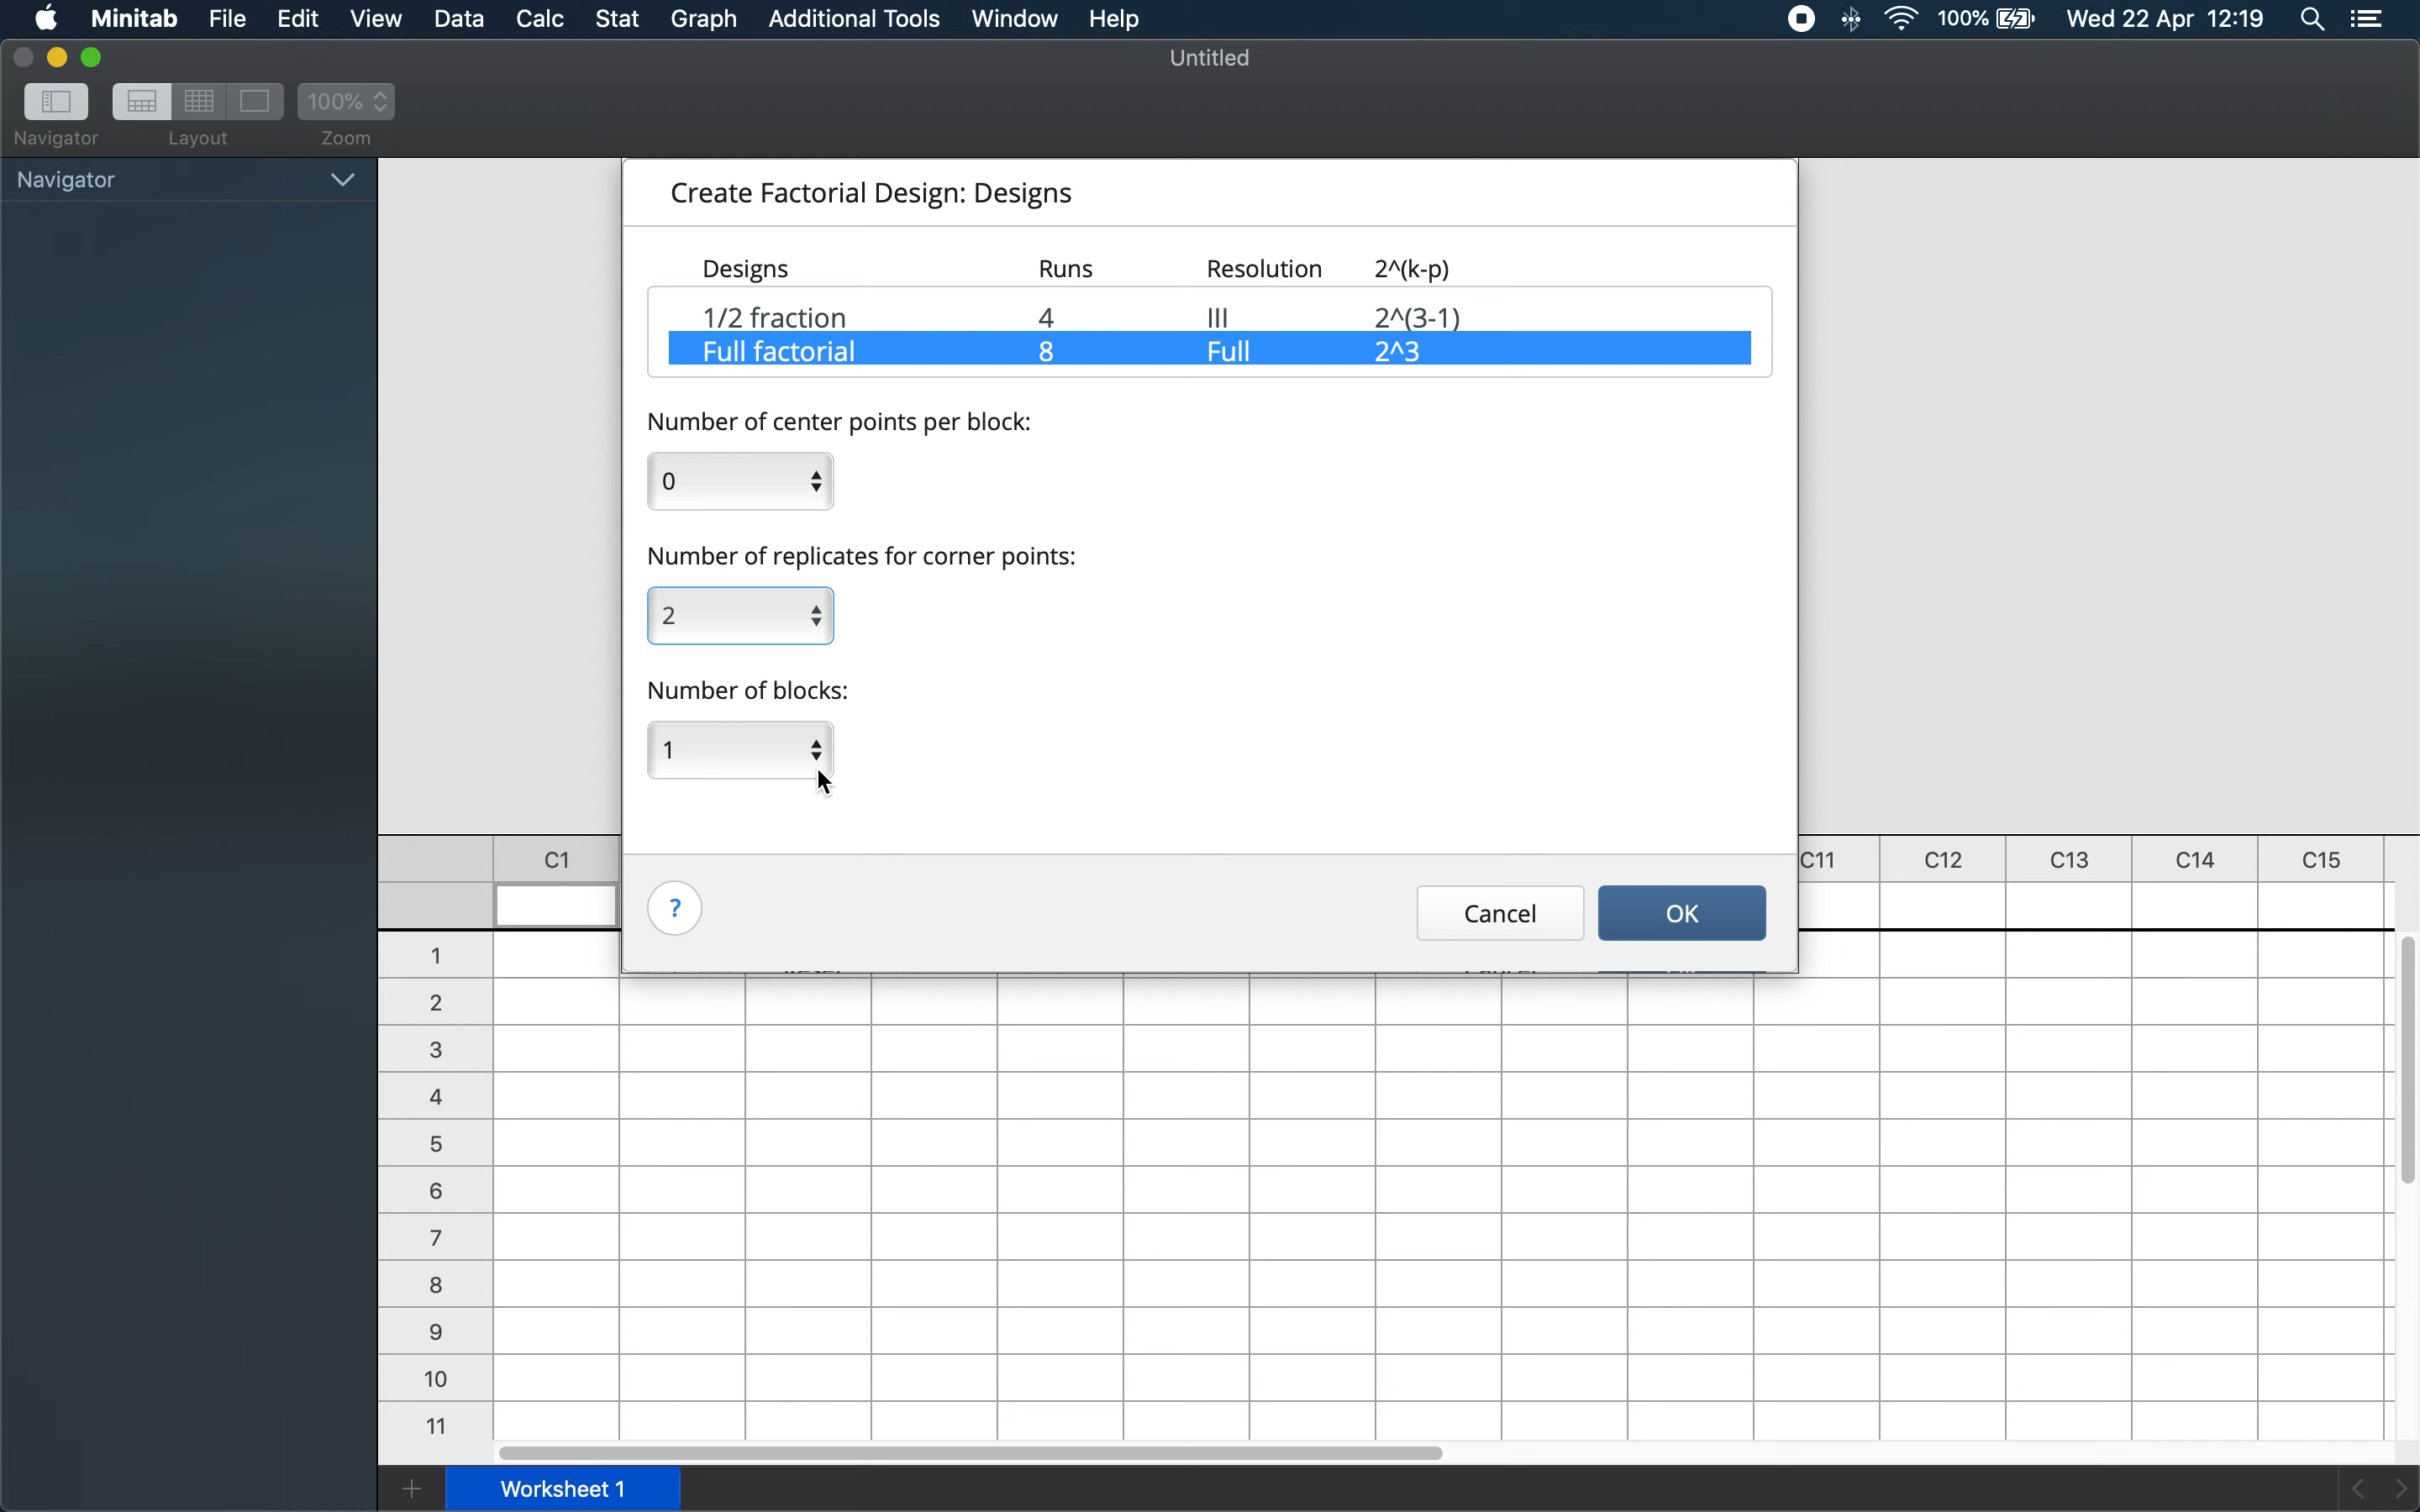 Minitab File Edit View Data Calc Stat Graph Additional Tools Window Help 100% Wed 22 Apr 12:19
Untitled
100%
Navigator Layout Zoom
Navigator
Create Factorial Design: Designs
Designs Runs Resolution 2^(k-p)
1/2 fraction 4 III 2^(3-1)
Full factorial 8 Full 2^3
Number of center points per block:
0
Number of replicates for corner points:
2
Number of blocks:
1
C1 C11 C12 C13 C14 C15
? Cancel OK
1
2
3
4
5
6
7
8
9
10
11
+ Worksheet 1